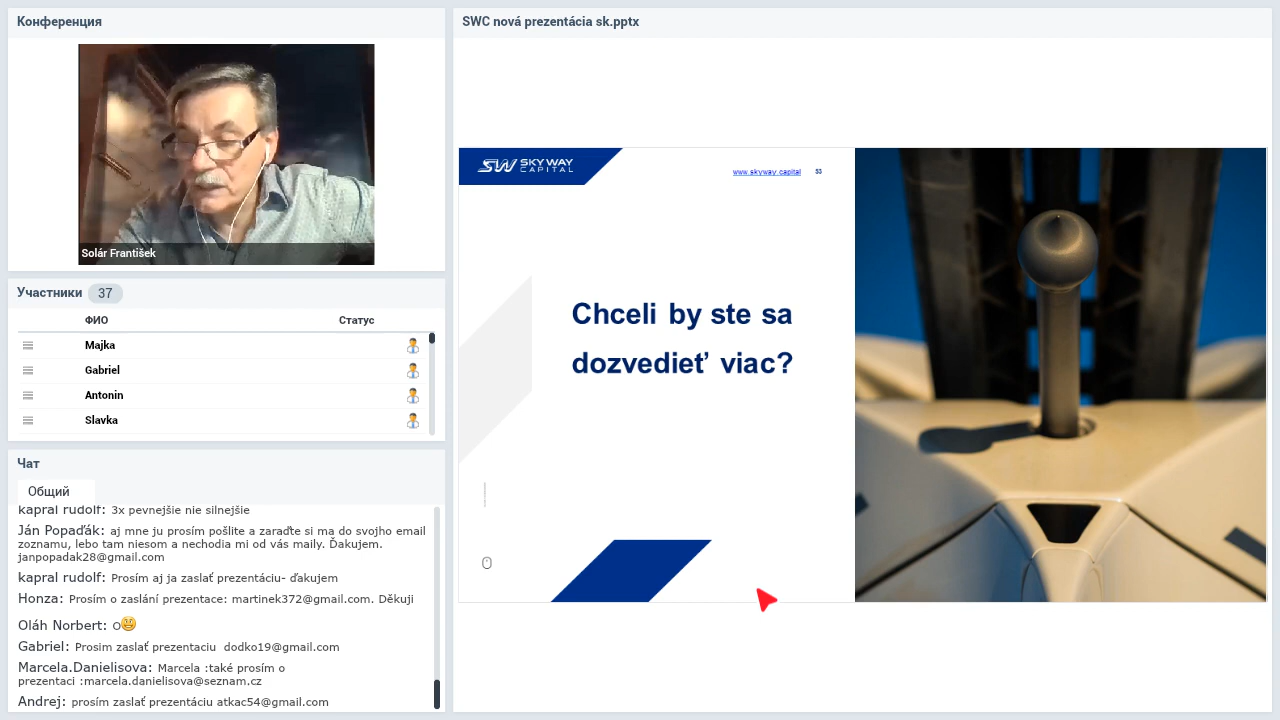 Конференция
Solár František
Участники 37
ФИО Статус
Majka
Gabriel
Antonin
Slavka
Чат
Общий
kapral rudolf: 3x pevnejšie nie silnejšie
Ján Popaďák: aj mne ju prosím pošlite a zaraďte si ma do svojho email
zoznamu, lebo tam niesom a nechodia mi od vás maily. Ďakujem.
janpopadak28@gmail.com
kapral rudolf: Prosím aj ja zaslať prezentáciu- ďakujem
Honza: Prosím o zaslání prezentace: martinek372@gmail.com. Děkuji
Oláh Norbert: O
Gabriel: Prosim zaslať prezentaciu dodko19@gmail.com
Marcela.Danielisova: Marcela :také prosím o
prezentaci :marcela.danielisova@seznam.cz
Andrej: prosím zaslať prezentáciu atkac54@gmail.com
SWC nová prezentácia sk.pptx
SW SKY WAY
CAPITAL
www.skyway.capital 53
Chceli by ste sa
dozvedieť viac?